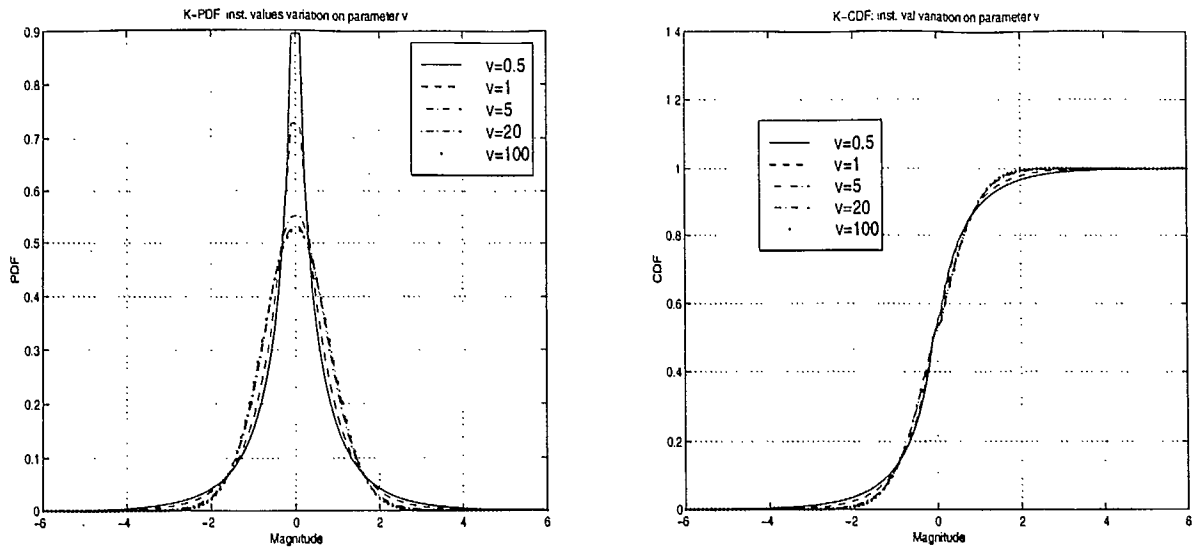 K-PDF inst. values variation on parameter v
0.9
0.8
0.7
0.6
0.5
0.4
0.3
0.2
0.1
0
PDF
-6
-4
-2
0
2
4
6
Magnitude
v=0.5
v=1
v=5
v=20
v=100
K-CDF: inst. val variation on parameter v
1 4
1 2
1
0.8
0.6
0.4
0.2
0
CDF
-6
-4
-2
0
2
4
6
Magnitude
v=0.5
v=1
v=5
v=20
v=100